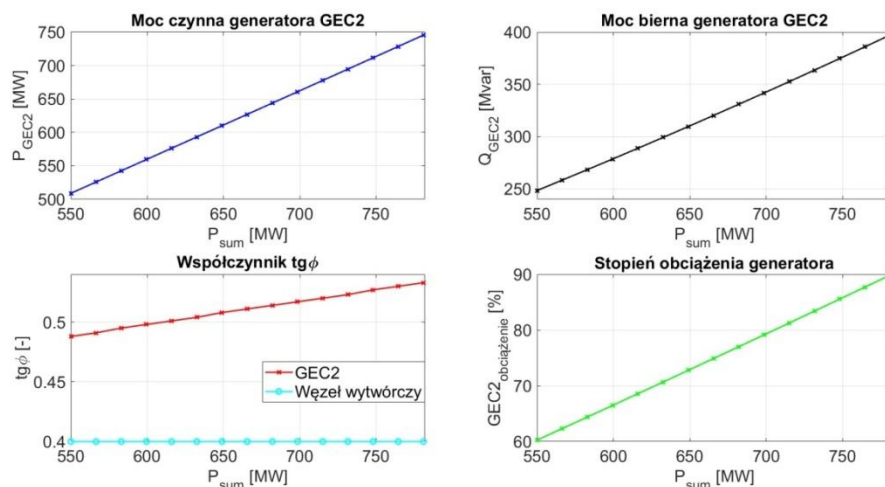 Moc czynna generatora GEC2
750
700
650
600
550
500
P_GEC2 [MW]
550 600 650 700 750
P_sum [MW]
Moc bierna generatora GEC2
400
350
300
250
Q_GEC2 [Mvar]
550 600 650 700 750
P_sum [MW]
Współczynnik tgϕ
0.5
0.45
0.4
tgϕ [-]
GEC2
Węzeł wytwórczy
550 600 650 700 750
P_sum [MW]
Stopień obciążenia generatora
90
80
70
60
GEC2_obciążenie [%]
550 600 650 700 750
P_sum [MW]